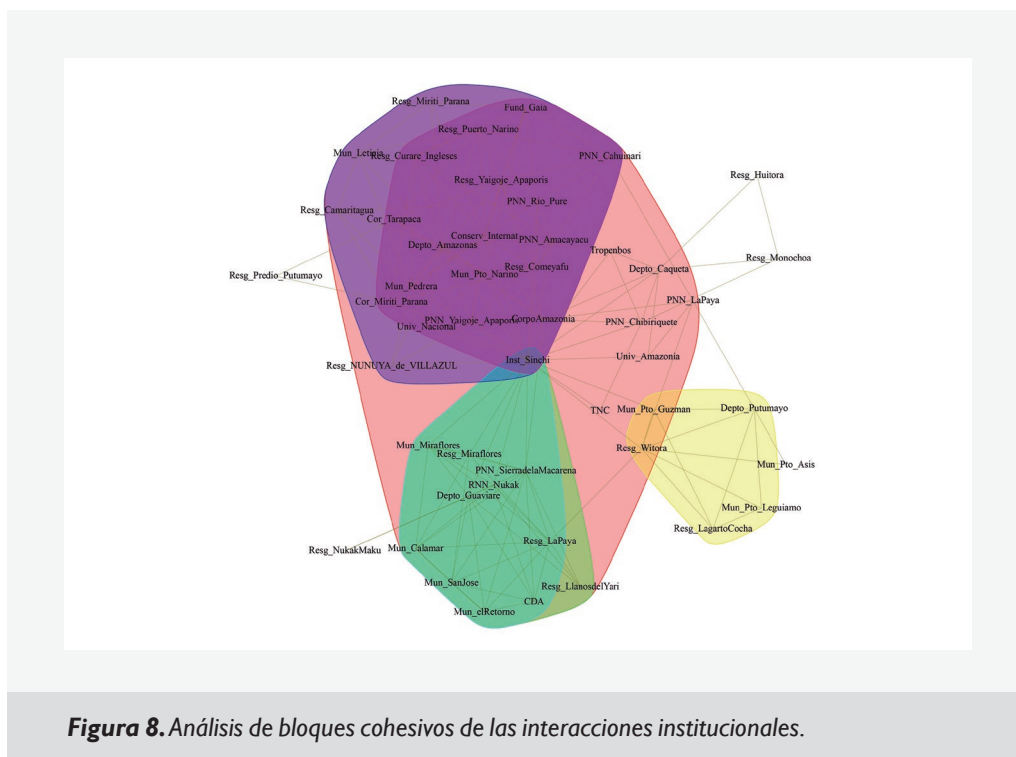 Resg_Miriti_Parana
Fund_Gaia
Resg_Puerto_Narino
Mun_Leticia
Resg_Curare_Ingleses
PNN_Cahuinari
Resg_Huitora
Resg_Yaigoje_Apaporis
PNN_Rio_Pure
Resg_Camaritagua
Cor_Tarapaca
Conserv_Internat
PNN_Amacayacu
Depto_Amazonas
Tropenbos
Resg_Monochoa
Resg_Comeyafu
Depto_Caqueta
Resg_Predio_Putumayo
Mun_Pto_Narino
Mun_Pedrera
Cor_Miriti_Parana
PNN_LaPaya
PNN_Yaigoje_Apaporis
CorpoAmazonia
PNN_Chibiriquete
Univ_Nacional
Inst_Sinchi
Univ_Amazonia
Resg_NUNUYA_de_VILLAZUL
TNC
Mun_Pto_Guzman
Depto_Putumayo
Mun_Miraflores
Resg_Miraflores
Resg_Witora
PNN_SierradelaMacarena
Mun_Pto_Asis
RNN_Nukak
Depto_Guaviare
Mun_Pto_Leguiamo
Resg_LagartoCocha
Resg_LaPaya
Resg_NukakMaku
Mun_Calamar
Mun_SanJose
Resg_LlanosdelYari
CDA
Mun_elRetorno
Figura 8. Análisis de bloques cohesivos de las interacciones institucionales.